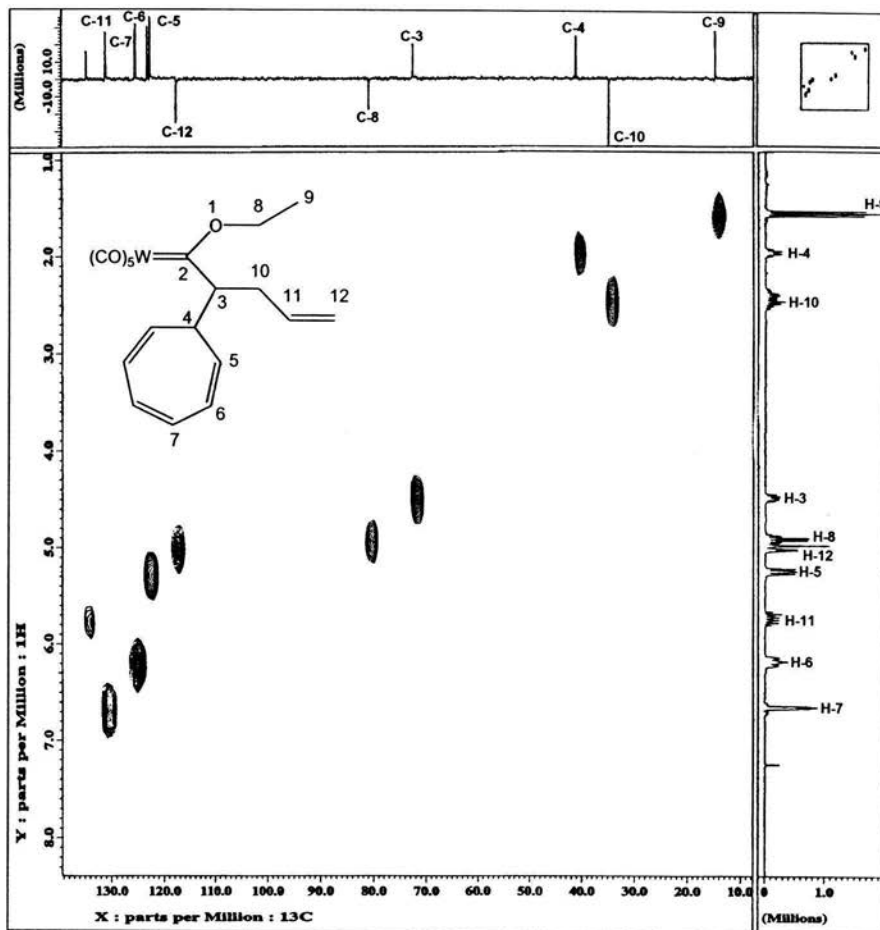 C-11
C-6
C-7
C-5
C-3
C-4
C-9
C-12
C-8
C-10
(Millions)
-10.0 10.0
1.0
2.0
3.0
4.0
5.0
6.0
7.0
8.0
Y : parts per Million : 1H
1
O
8
9
(CO)5W
2
10
3
11
12
4
5
6
7
H-4
H-10
H-3
H-8
H-12
H-5
H-11
H-6
H-7
130.0 120.0 110.0 100.0 90.0 80.0 70.0 60.0 50.0 40.0 30.0 20.0 10.0
0 1.0
X : parts per Million : 13C
(Millions)